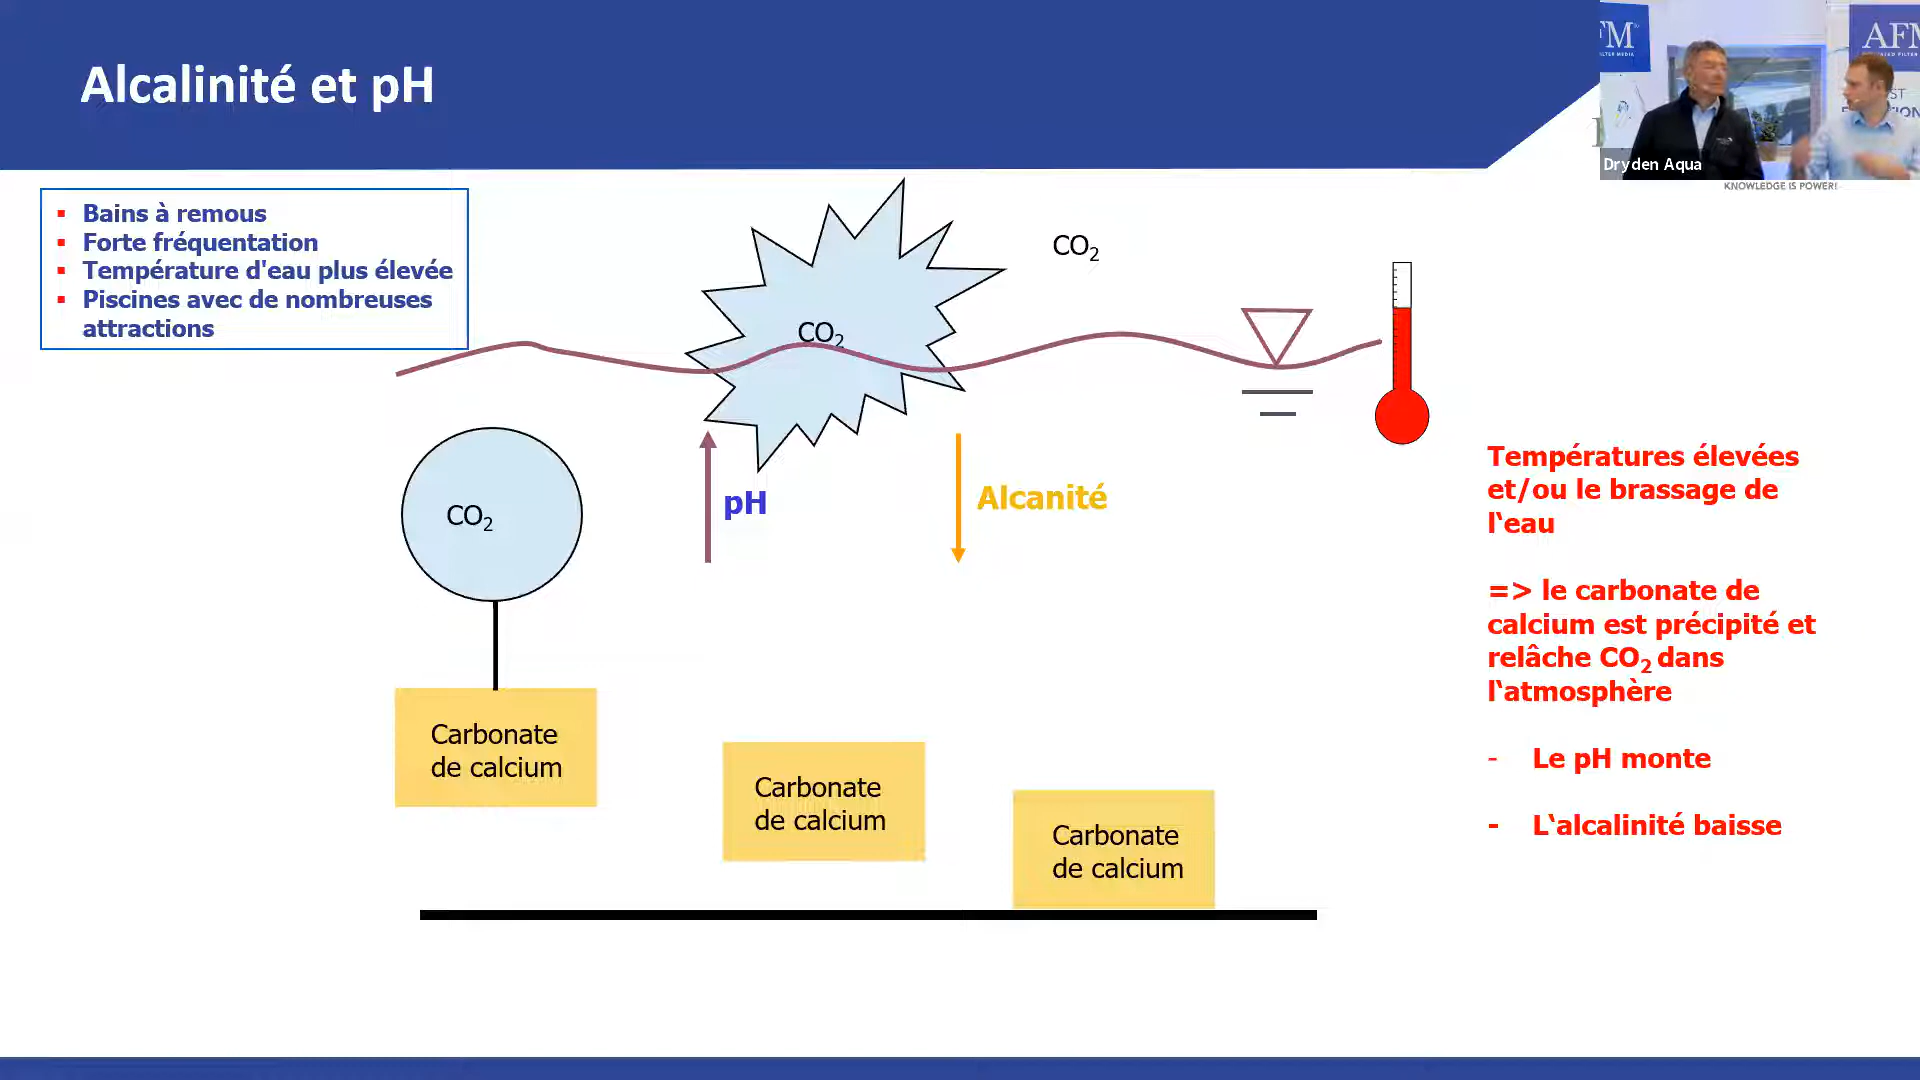 Alcalinité et pH
FM
AFM
Dryden Aqua
KNOWLEDGE IS POWER!
▪ Bains à remous
▪ Forte fréquentation
▪ Température d'eau plus élevée
▪ Piscines avec de nombreuses
attractions
CO₂
CO₂
CO₂
pH
Alcanité
Carbonate
de calcium
Carbonate
de calcium
Carbonate
de calcium
Températures élevées
et/ou le brassage de
l‘eau
=> le carbonate de
calcium est précipité et
relâche CO₂ dans
l‘atmosphère
- Le pH monte
- L‘alcalinité baisse